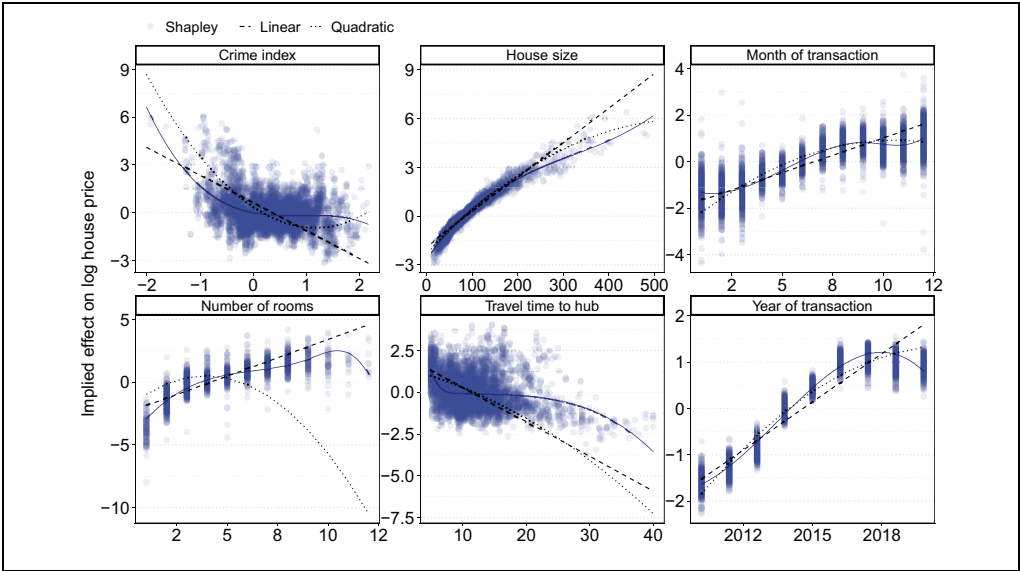 Shapley Linear Quadratic
Implied effect on log house price
Crime index
9
6
3
0
−3
−2 −1 0 1 2
House size
9
6
3
0
−3
0 100 200 300 400 500
Month of transaction
4
2
0
−2
−4
2 5 8 10 12
Number of rooms
5
0
−5
−10
2 5 8 10 12
Travel time to hub
2.5
0.0
−2.5
−5.0
−7.5
10 20 30 40
Year of transaction
2
1
0
−1
−2
2012 2015 2018